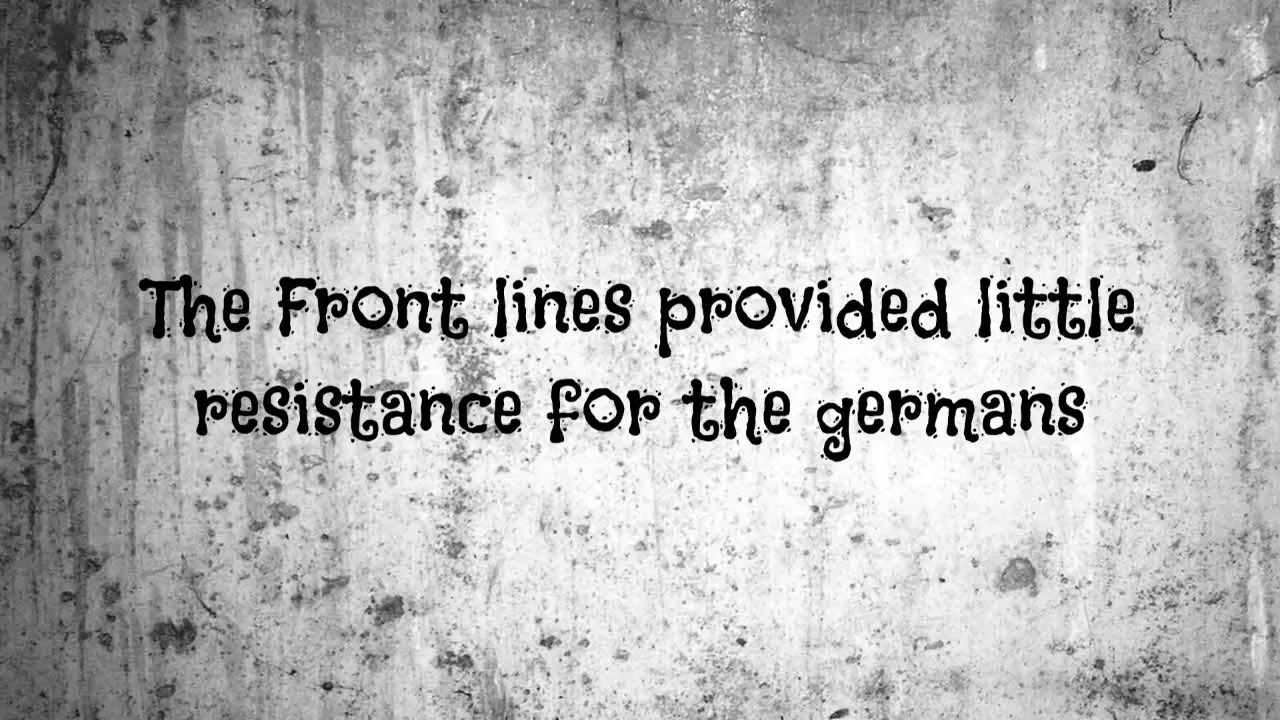 The Front lines provided little
resistance for the germans